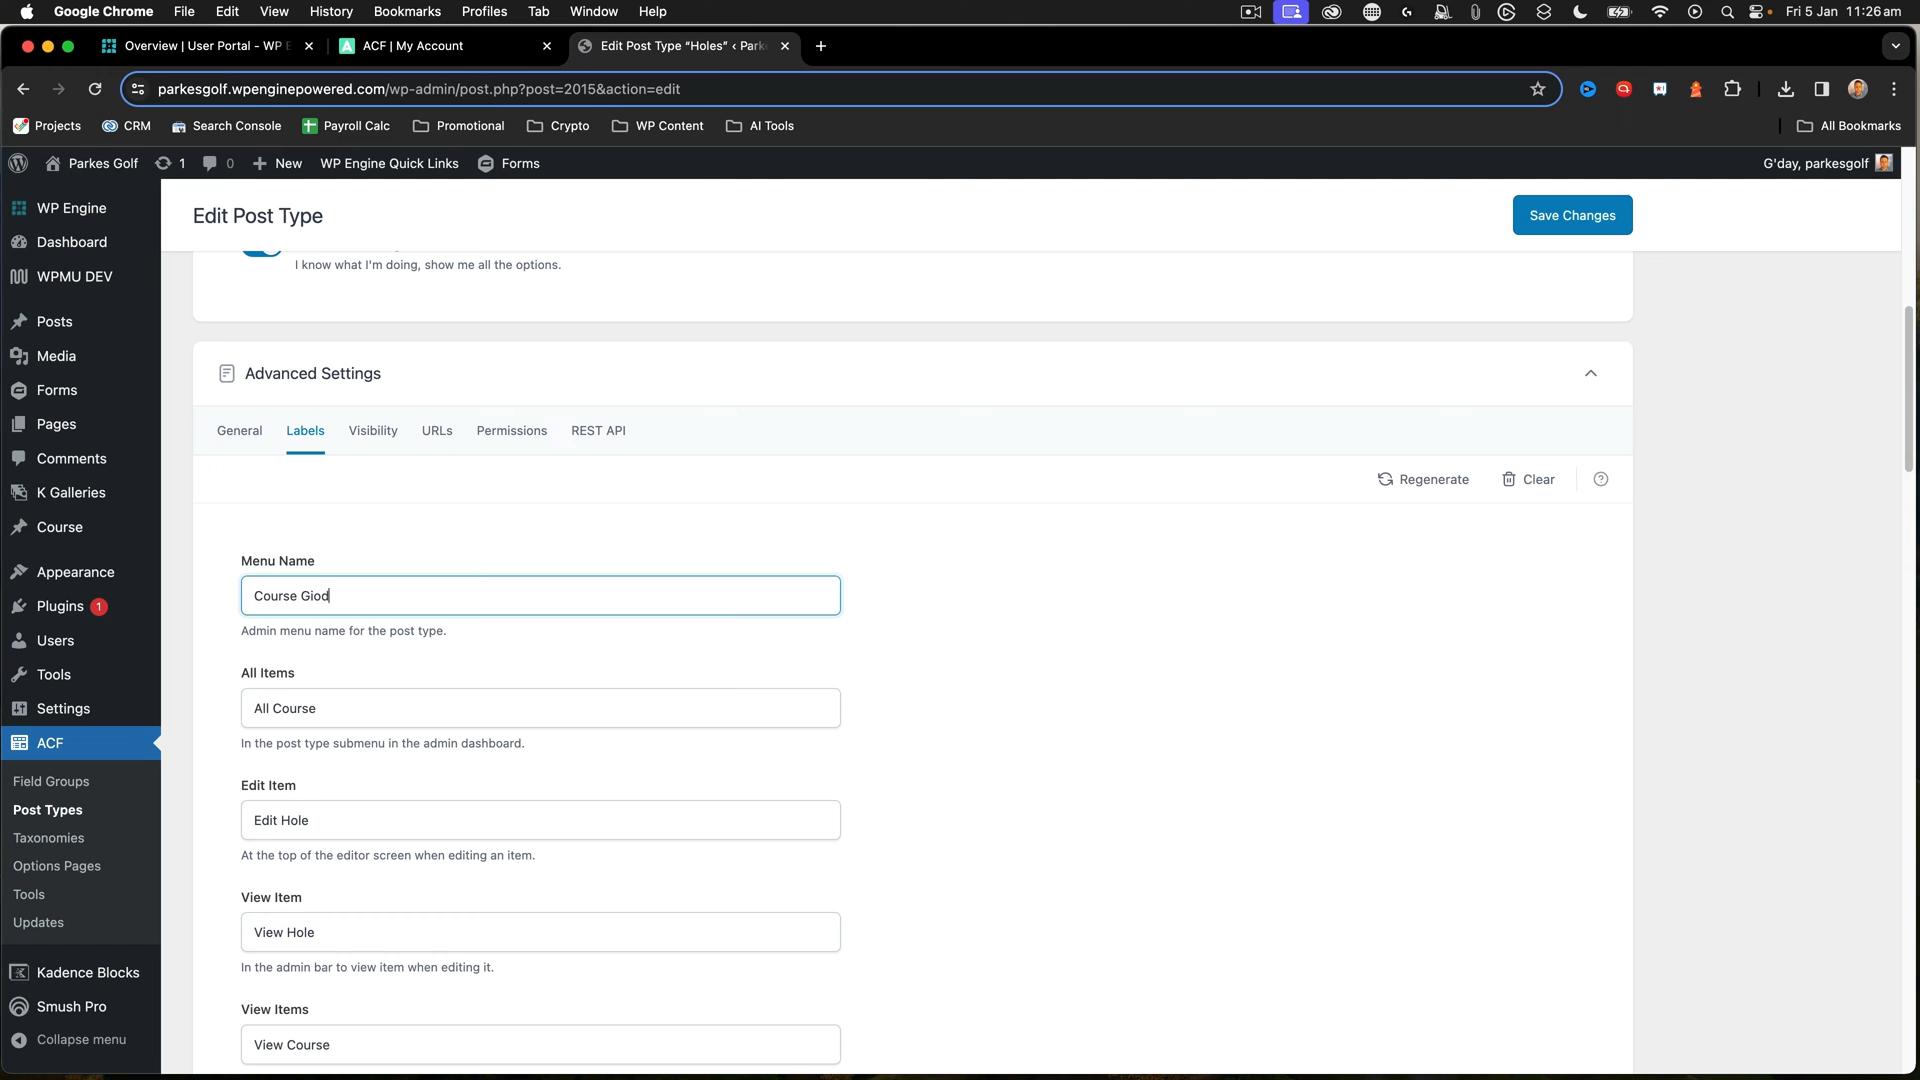 Google Chrome File Edit View History Bookmarks Profiles Tab Window Help Fri 5 Jan 11:26 am
Overview | User Portal - WP E ACF | My Account Edit Post Type “Holes” ‹ Park
parkesgolf.wpenginepowered.com/wp-admin/post.php?post=2015&action=edit
Projects CRM Search Console Payroll Calc Promotional Crypto WP Content AI Tools All Bookmarks
Parkes Golf 1 0 New WP Engine Quick Links Forms G'day, parkesgolf
WP Engine
Dashboard
WPMU DEV
Posts
Media
Forms
Pages
Comments
K Galleries
Course
Appearance
Plugins 1
Users
Tools
Settings
ACF
Field Groups
Post Types
Taxonomies
Options Pages
Tools
Updates
Kadence Blocks
Smush Pro
Collapse menu
Edit Post Type
Save Changes
I know what I'm doing, show me all the options.
Advanced Settings
General Labels Visibility URLs Permissions REST API
Regenerate Clear
Menu Name
Course Giod
Admin menu name for the post type.
All Items
All Course
In the post type submenu in the admin dashboard.
Edit Item
Edit Hole
At the top of the editor screen when editing an item.
View Item
View Hole
In the admin bar to view item when editing it.
View Items
View Course